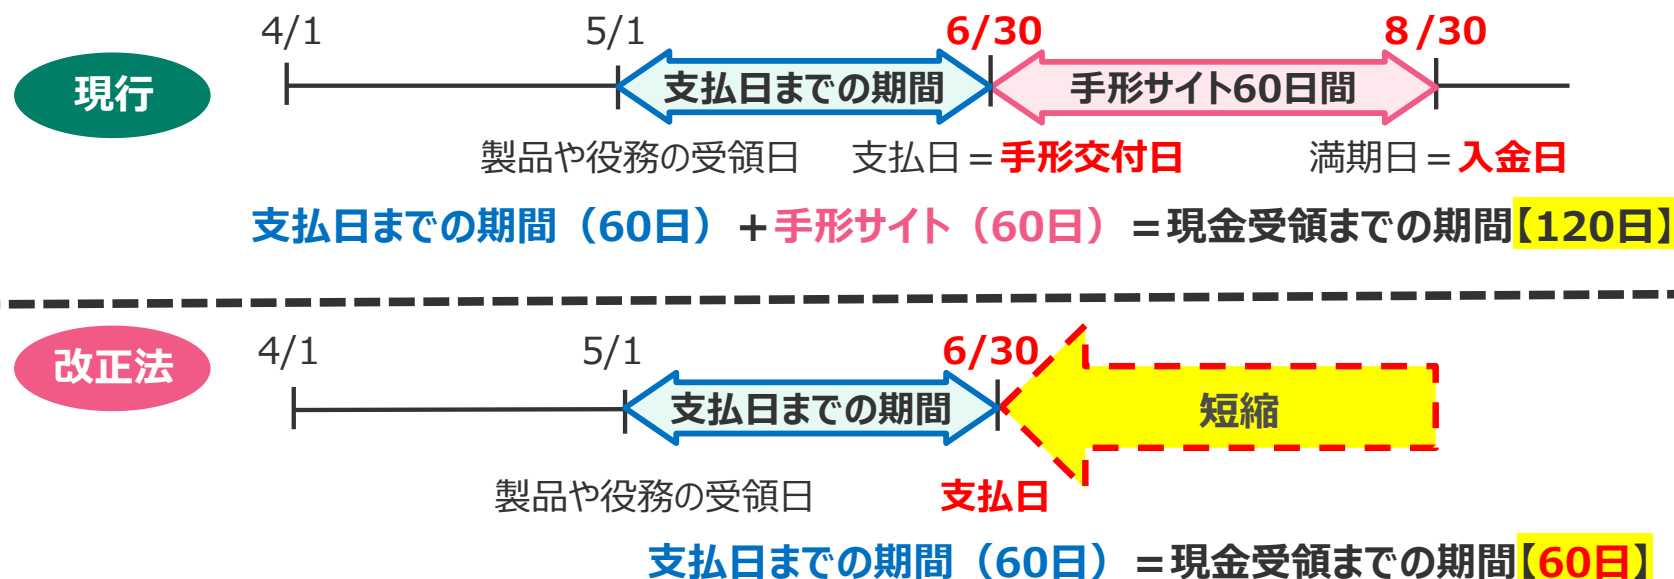 4/1 5/1 6/30 8/30
現行
支払日までの期間 手形サイト60日間
製品や役務の受領日 支払日＝手形交付日 満期日＝入金日
支払日までの期間（60日）＋手形サイト（60日）＝現金受領までの期間【120日】
改正法
4/1 5/1 6/30
支払日までの期間 短縮
製品や役務の受領日 支払日
支払日までの期間（60日）＝現金受領までの期間【60日】